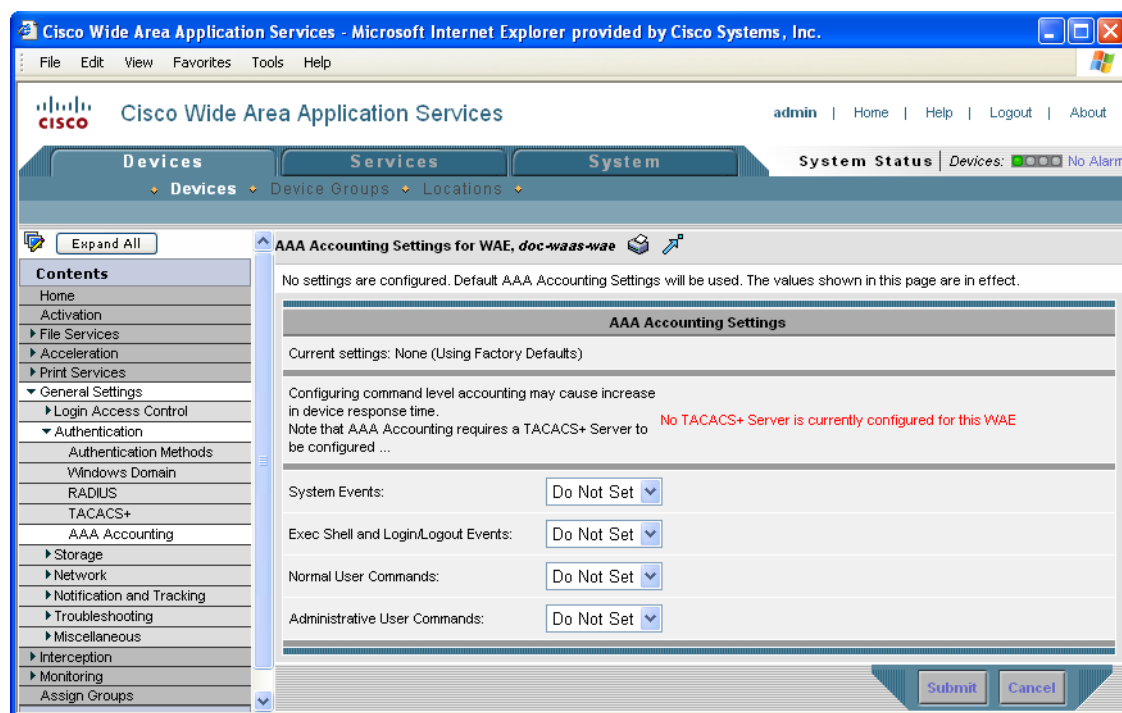 Cisco Wide Area Application Services - Microsoft Internet Explorer provided by Cisco Systems, Inc.
File Edit View Favorites Tools Help
cisco Cisco Wide Area Application Services admin | Home | Help | Logout | About
Devices Services System System Status | Devices: No Alarm
Devices Device Groups Locations
Expand All
Contents
Home
Activation
File Services
Acceleration
Print Services
General Settings
Login Access Control
Authentication
Authentication Methods
Windows Domain
RADIUS
TACACS+
AAA Accounting
Storage
Network
Notification and Tracking
Troubleshooting
Miscellaneous
Interception
Monitoring
Assign Groups
AAA Accounting Settings for WAE, doc-waas-wae
No settings are configured. Default AAA Accounting Settings will be used. The values shown in this page are in effect.
AAA Accounting Settings
Current settings: None (Using Factory Defaults)
Configuring command level accounting may cause increase
in device response time.
Note that AAA Accounting requires a TACACS+ Server to
be configured ...
No TACACS+ Server is currently configured for this WAE
System Events: Do Not Set
Exec Shell and Login/Logout Events: Do Not Set
Normal User Commands: Do Not Set
Administrative User Commands: Do Not Set
Submit Cancel